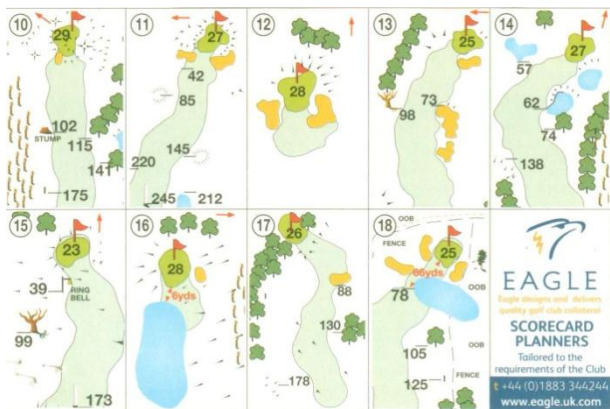 10
29
102
STUMP
115
141
175
11
27
42
85
145
220
245
212
12
28
13
25
73
98
14
57
27
62
74
138
15
23
39
RING
BELL
99
173
16
28
6yds
17
26
88
130
178
18
OOB
FENCE
25
66yds
78
OOB
105
OOB
125
FENCE
EAGLE
Eagle designs and delivers
quality golf club collateral
SCORECARD
PLANNERS
Tailored to the
requirements of the Club
t +44 (0)1883 344244
www.eagle.uk.com